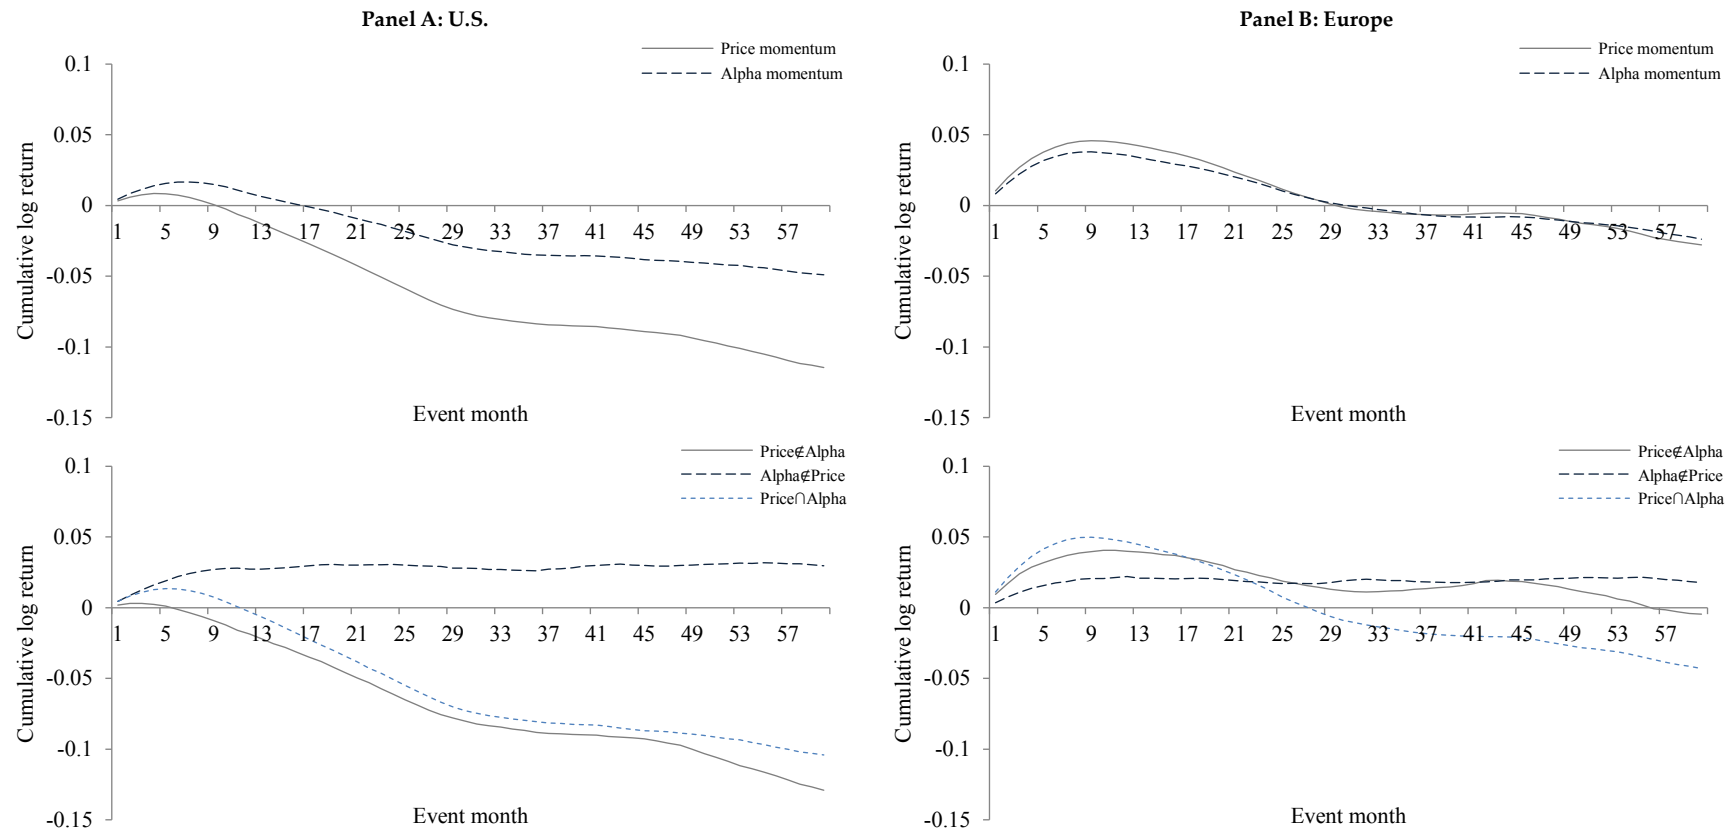 Panel A: U.S.
Price momentum
Alpha momentum
0.1
0.05
0
-0.05
-0.1
-0.15
Cumulative log return
1 5 9 13 17 21 25 29 33 37 41 45 49 53 57
Event month
Panel B: Europe
Price momentum
Alpha momentum
0.1
0.05
0
-0.05
-0.1
-0.15
Cumulative log return
1 5 9 13 17 21 25 29 33 37 41 45 49 53 57
Event month
Price∉Alpha
Alpha∉Price
Price∩Alpha
0.1
0.05
0
-0.05
-0.1
-0.15
Cumulative log return
1 5 9 13 17 21 25 29 33 37 41 45 49 53 57
Event month
Price∉Alpha
Alpha∉Price
Price∩Alpha
0.1
0.05
0
-0.05
-0.1
-0.15
Cumulative log return
1 5 9 13 17 21 25 29 33 37 41 45 49 53 57
Event month